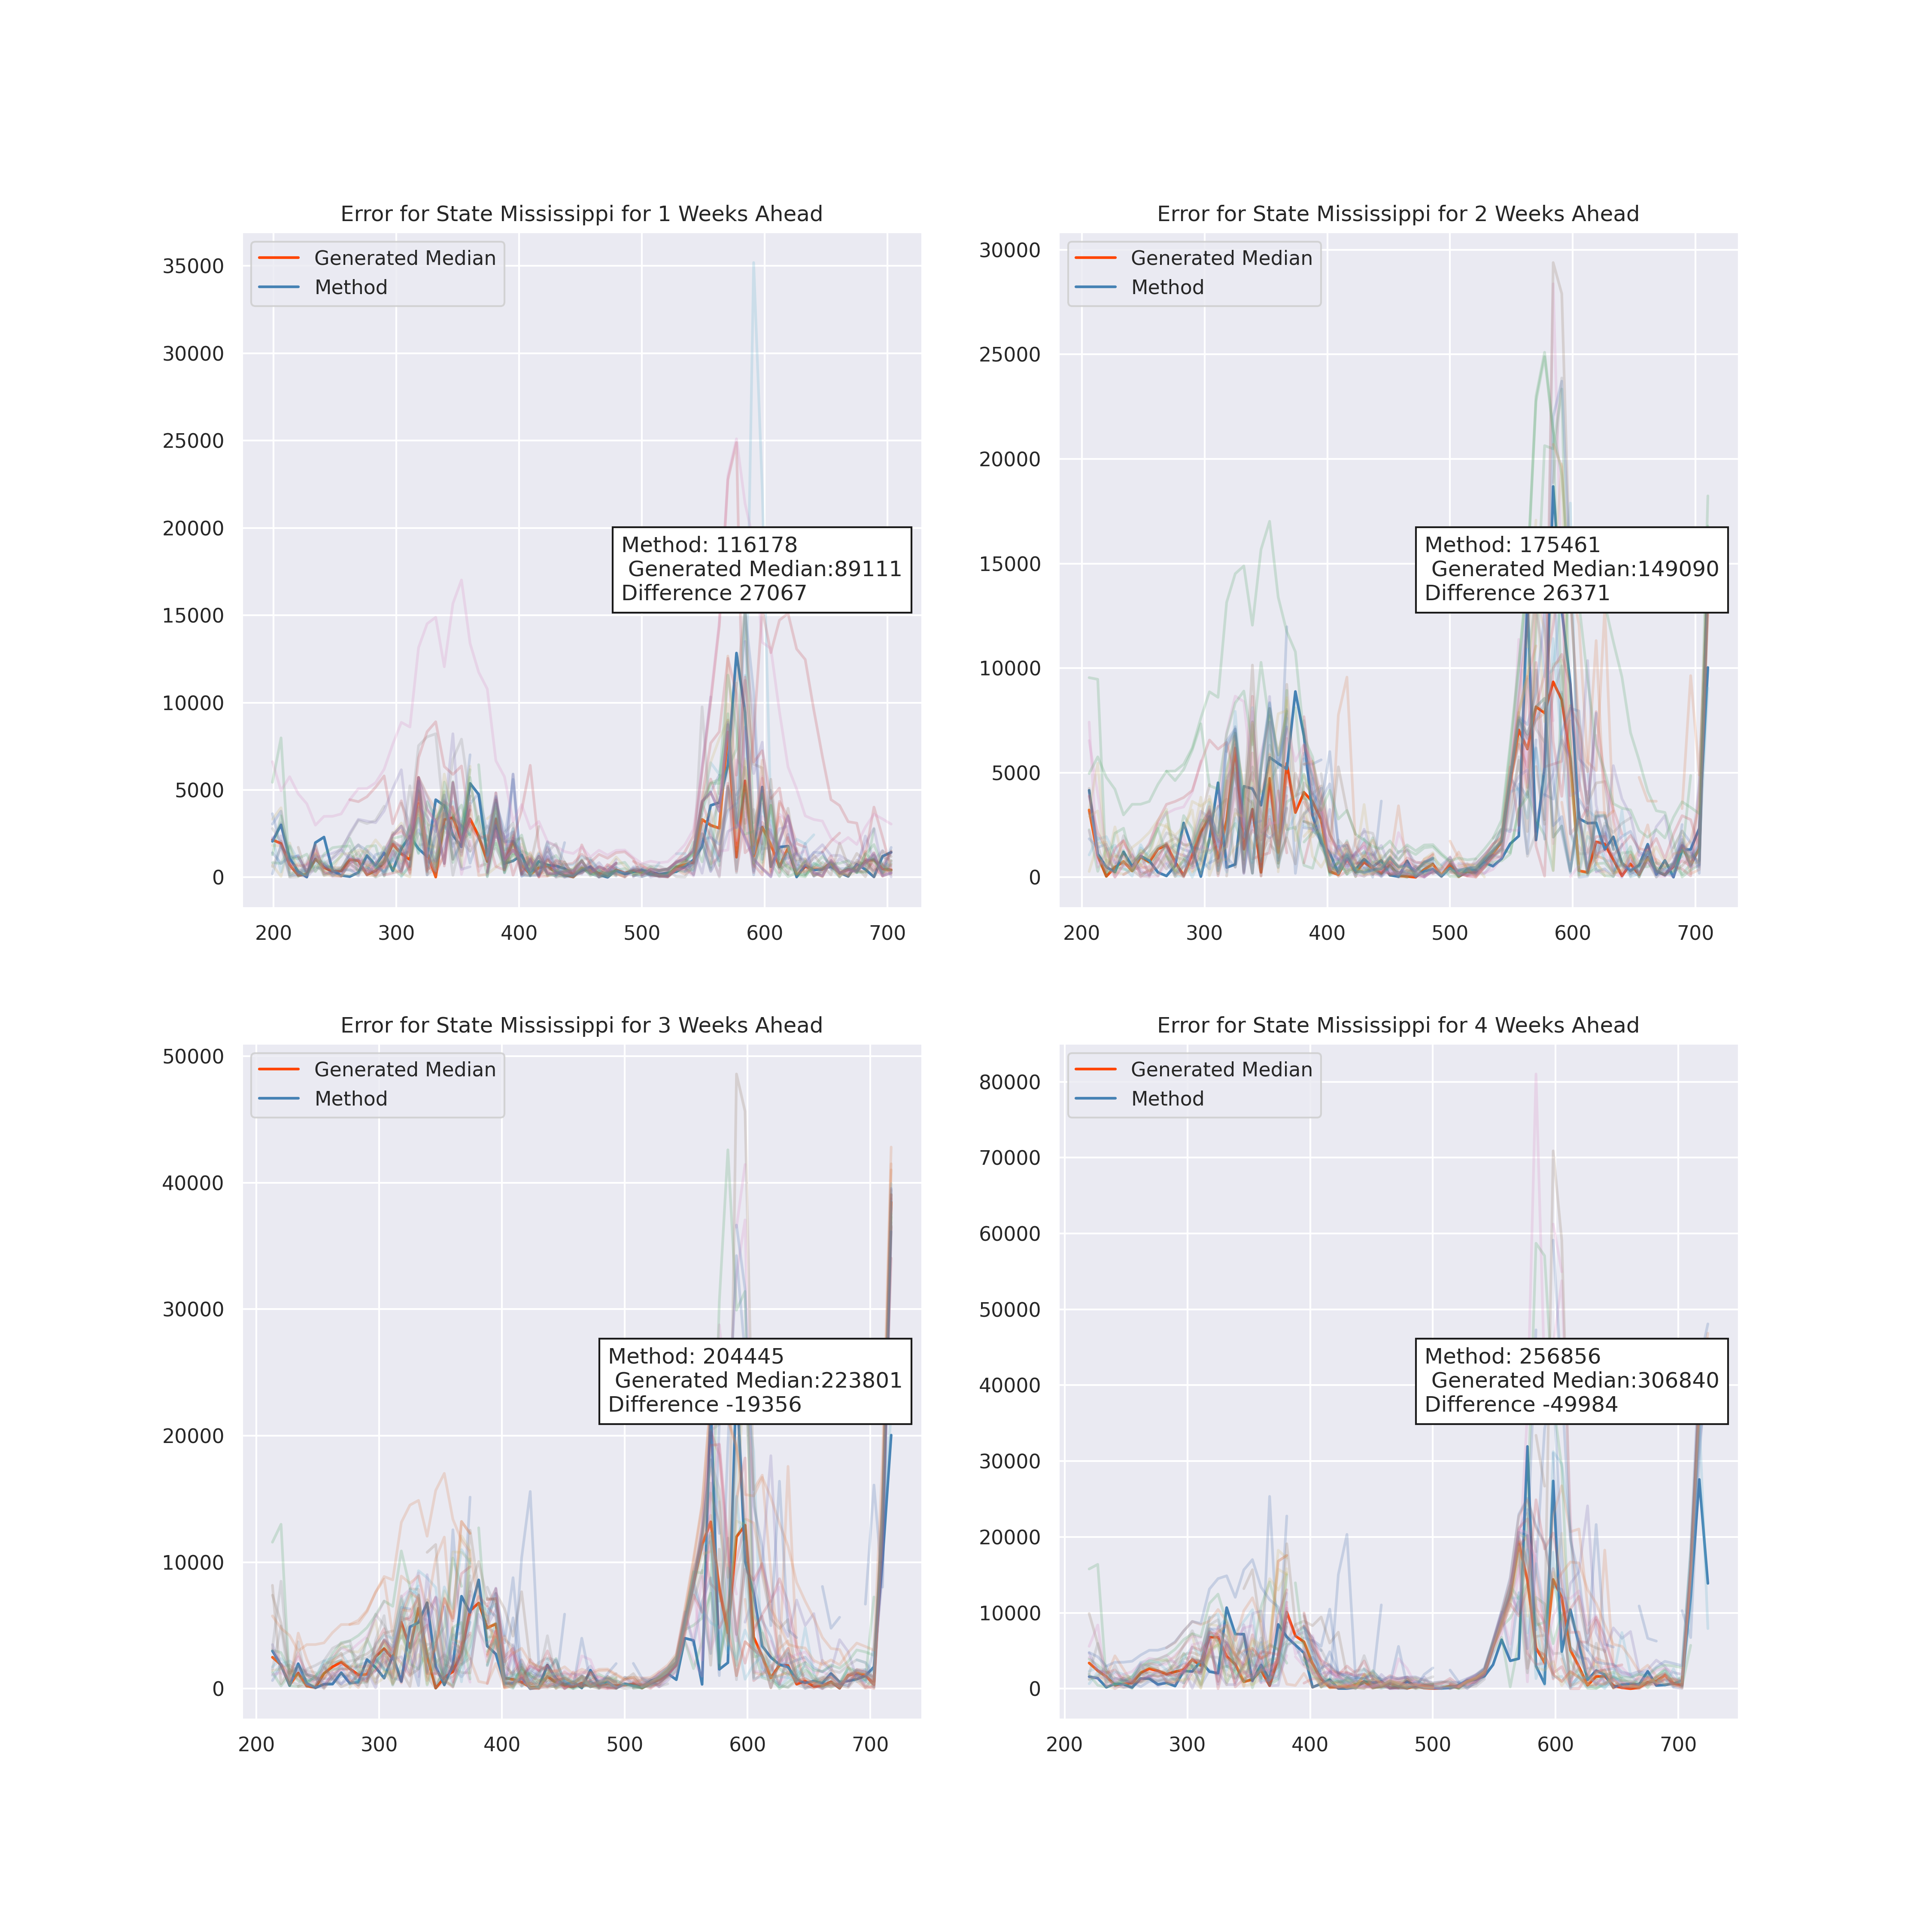 Error for State Mississippi for 1 Weeks Ahead
Generated Median
Method
35000
30000
25000
20000
15000
10000
5000
0
Method: 116178
Generated Median:89111
Difference 27067
200 300 400 500 600 700
Error for State Mississippi for 2 Weeks Ahead
Generated Median
Method
30000
25000
20000
15000
10000
5000
0
Method: 175461
Generated Median:149090
Difference 26371
200 300 400 500 600 700
Error for State Mississippi for 3 Weeks Ahead
Generated Median
Method
50000
40000
30000
20000
10000
0
Method: 204445
Generated Median:223801
Difference -19356
200 300 400 500 600 700
Error for State Mississippi for 4 Weeks Ahead
Generated Median
Method
80000
70000
60000
50000
40000
30000
20000
10000
0
Method: 256856
Generated Median:306840
Difference -49984
200 300 400 500 600 700